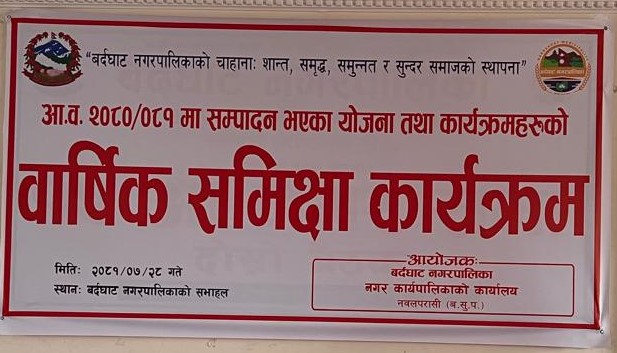 "बर्दघाट नगरपालिकाको चाहानाः शान्त, समृद्ध, समुन्नत र सुन्दर समाजको स्थापना"
आ.व. २०८०/०८१ मा सम्पादन भएका योजना तथा कार्यक्रमहरुको
वार्षिक समिक्षा कार्यक्रम
मितिः २०८१/०७/२८ गते
स्थानः बर्दघाट नगरपालिकाको सभाहल
आयोजकः
बर्दघाट नगरपालिका
नगर कार्यपालिकाको कार्यालय
नवलपरासी (ब.सु.प.)